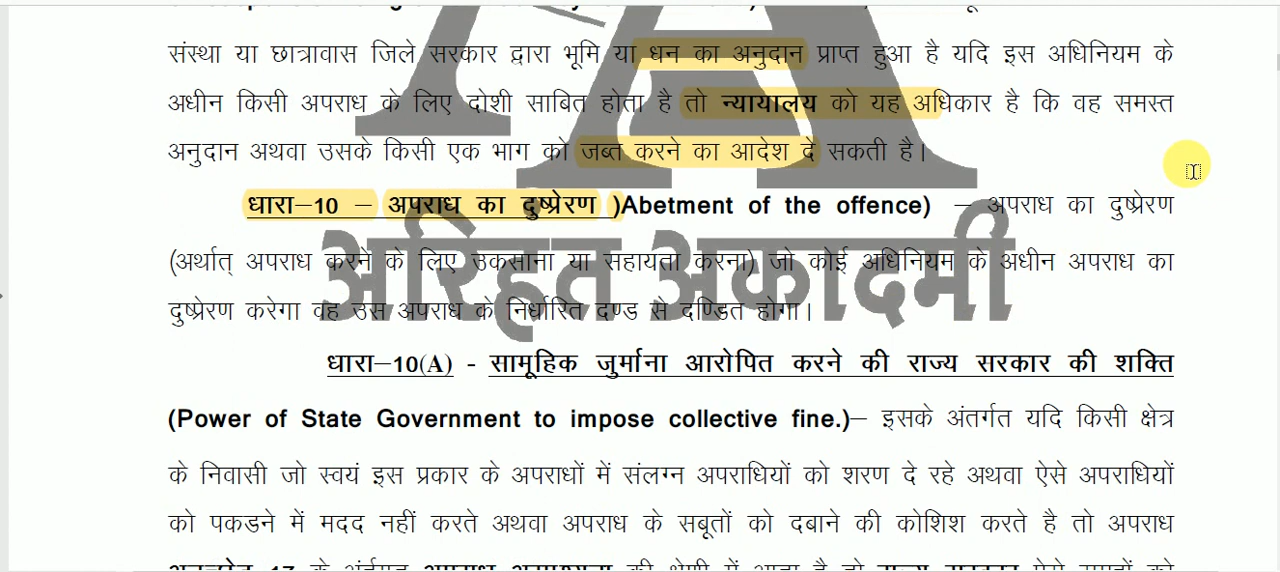 संस्था या छात्रावास जिले सरकार द्वारा भूमि या धन का अनुदान प्राप्त हुआ है यदि इस अधिनियम के
अधीन किसी अपराध के लिए दोशी साबित होता है तो न्यायालय को यह अधिकार है कि वह समस्त
अनुदान अथवा उसके किसी एक भाग को जब्त करने का आदेश दे सकती है।
धारा–10 – अपराध का दुष्प्रेरण )Abetment of the offence) – अपराध का दुष्प्रेरण
(अर्थात् अपराध करने के लिए उकसाना या सहायता करना) जो कोई अधिनियम के अधीन अपराध का
अरिहंत अकादमी
दुष्प्रेरण करेगा वह उस अपराध के निर्धारित दण्ड से दण्डित होगा।
धारा–10(A) - सामूहिक जुर्माना आरोपित करने की राज्य सरकार की शक्ति
(Power of State Government to impose collective fine.)– इसके अंतर्गत यदि किसी क्षेत्र
के निवासी जो स्वयं इस प्रकार के अपराधों में संलग्न अपराधियों को शरण दे रहे अथवा ऐसे अपराधियों
को पकडने में मदद नहीं करते अथवा अपराध के सबूतों को दबाने की कोशिश करते है तो अपराध